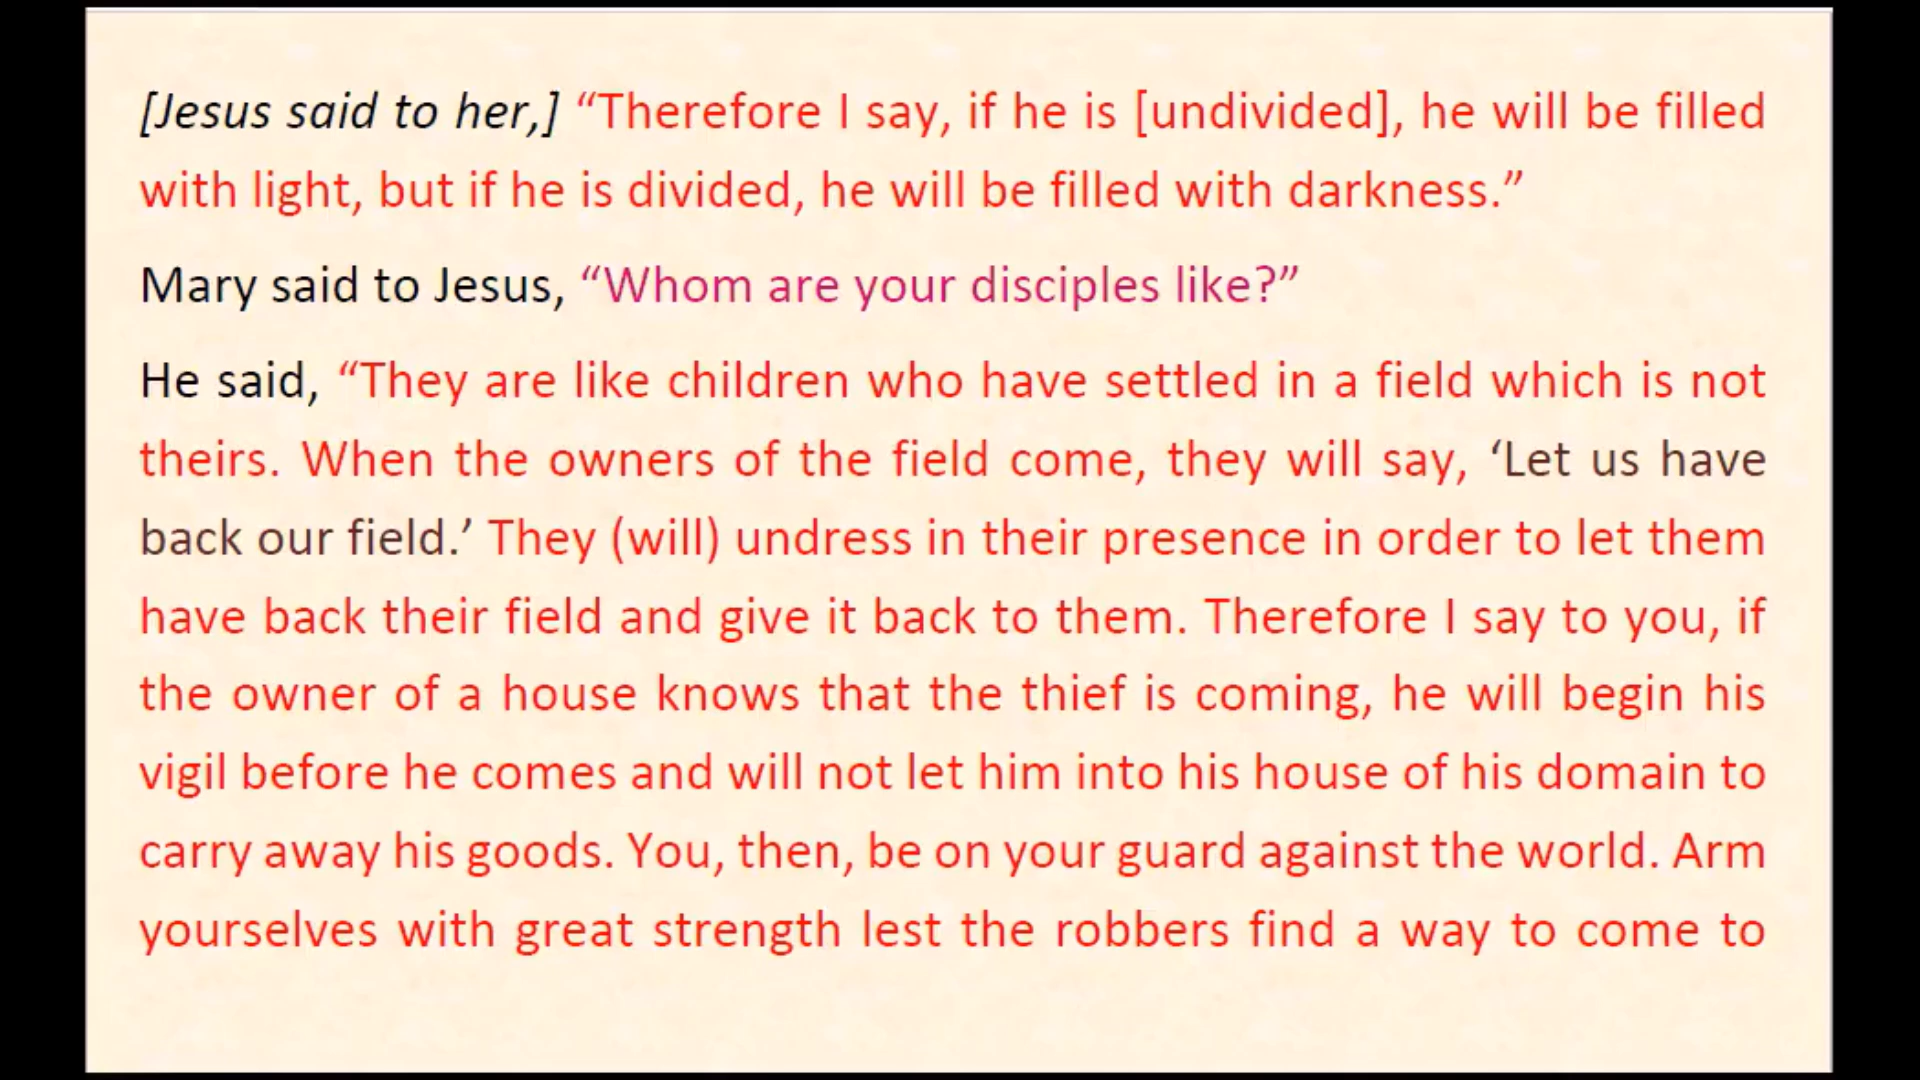 [Jesus said to her,] “Therefore I say, if he is [undivided], he will be filled
with light, but if he is divided, he will be filled with darkness.”
Mary said to Jesus, “Whom are your disciples like?”
He said, “They are like children who have settled in a field which is not
theirs. When the owners of the field come, they will say, ‘Let us have
back our field.’ They (will) undress in their presence in order to let them
have back their field and give it back to them. Therefore I say to you, if
the owner of a house knows that the thief is coming, he will begin his
vigil before he comes and will not let him into his house of his domain to
carry away his goods. You, then, be on your guard against the world. Arm
yourselves with great strength lest the robbers find a way to come to